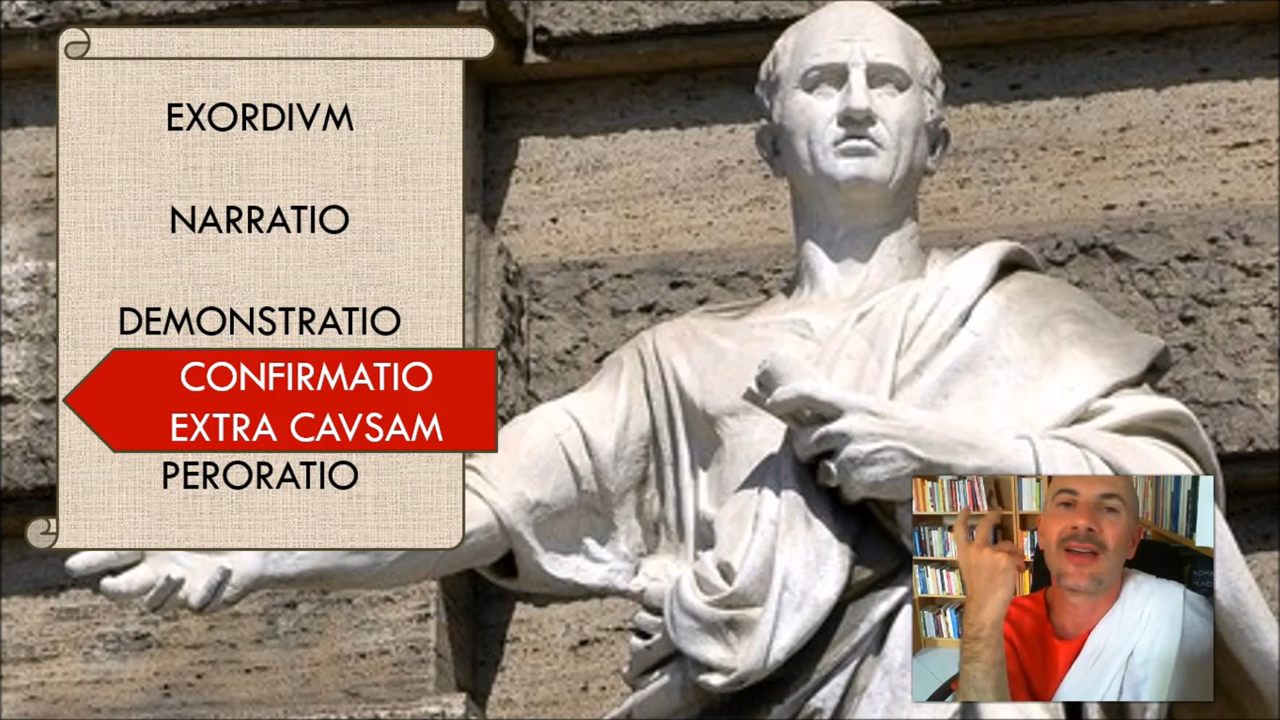 EXORDIVM
NARRATIO
DEMONSTRATIO
CONFIRMATIO
EXTRA CAVSAM
PERORATIO